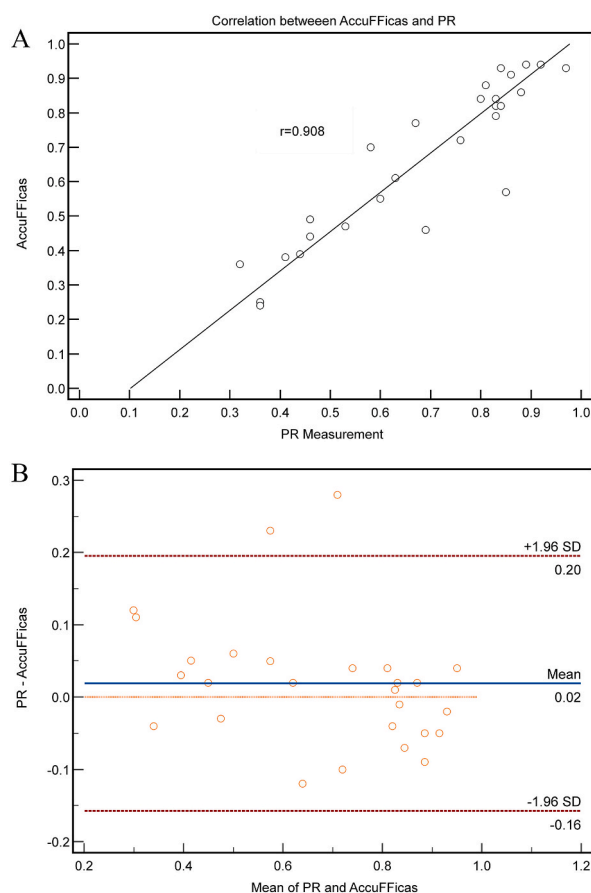 A
Correlation betweeen AccuFFicas and PR
1.0
0.9
0.8
0.7
0.6
0.5
0.4
0.3
0.2
0.1
0.0
AccuFFicas
r=0.908
0.0 0.1 0.2 0.3 0.4 0.5 0.6 0.7 0.8 0.9 1.0
PR Measurement
B
0.3
0.2
0.1
0.0
-0.1
-0.2
PR - AccuFFicas
+1.96 SD
0.20
Mean
0.02
-1.96 SD
-0.16
0.2 0.4 0.6 0.8 1.0 1.2
Mean of PR and AccuFFicas